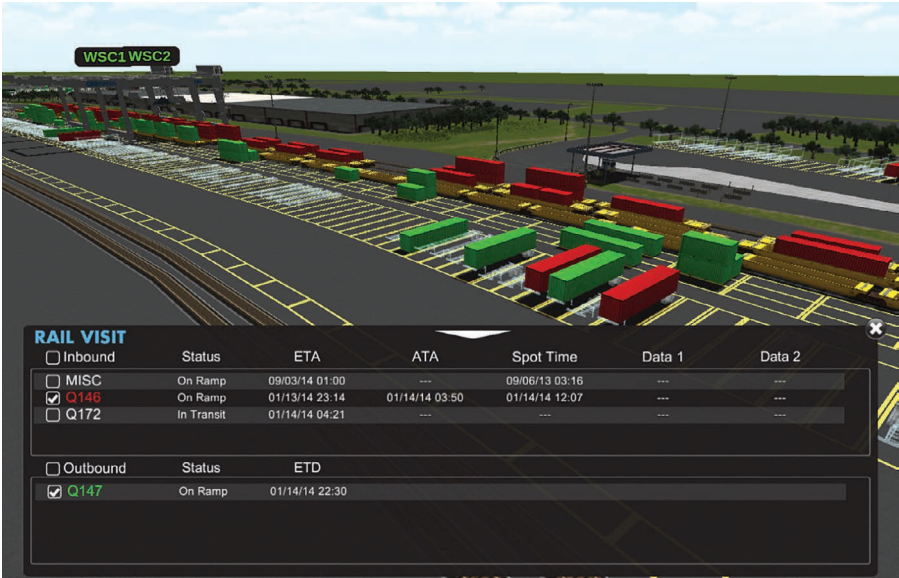 WSC1 WSC2
RAIL VISIT
Inbound Status ETA ATA Spot Time Data 1 Data 2
MISC On Ramp 09/03/14 01:00 --- 09/06/13 03:16 --- ---
Q146 On Ramp 01/13/14 23:14 01/14/14 03:50 01/14/14 12:07 --- ---
Q172 In Transit 01/14/14 04:21 --- --- --- ---
Outbound Status ETD
Q147 On Ramp 01/14/14 22:30